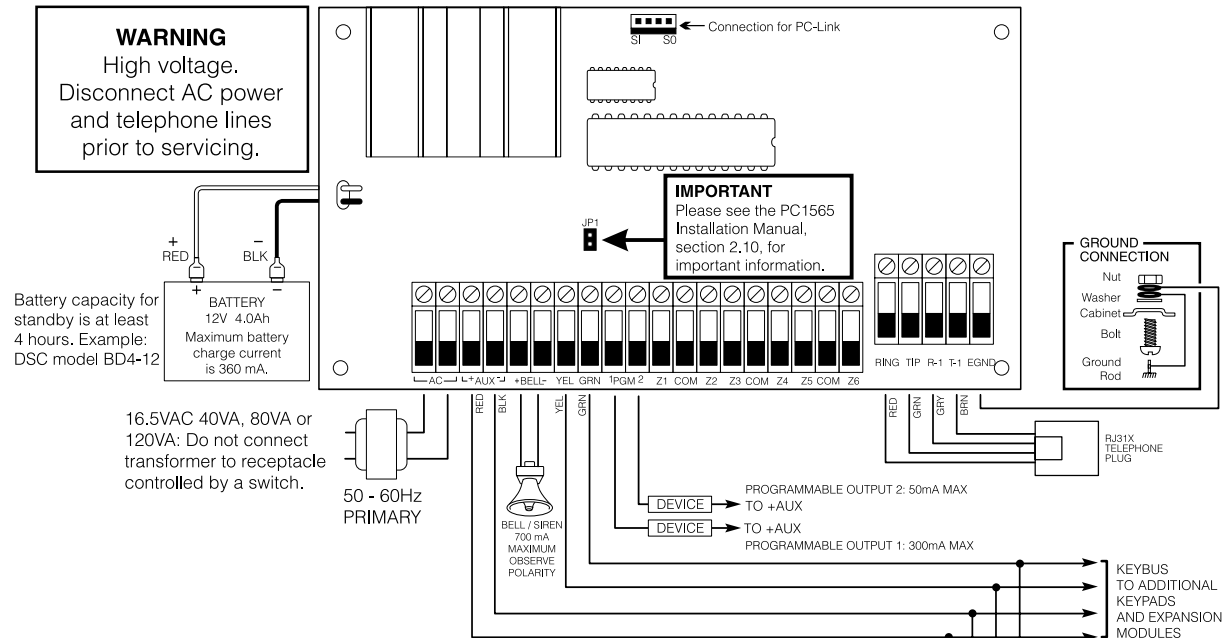 WARNING
High voltage.
Disconnect AC power
and telephone lines
prior to servicing.
SI SO
Connection for PC-Link
JP1
IMPORTANT
Please see the PC1565
Installation Manual,
section 2.10, for
important information.
+
RED
–
BLK
+
–
BATTERY
12V 4.0Ah
Maximum battery
charge current
is 360 mA.
Battery capacity for
standby is at least
4 hours. Example:
DSC model BD4-12
GROUND
CONNECTION
Nut
Washer
Cabinet
Bolt
Ground
Rod
AC +AUX- +BELL- YEL GRN 1PGM 2 Z1 COM Z2 Z3 COM Z4 Z5 COM Z6
RING TIP R-1 T-1 EGND
RED
BLK
YEL
GRN
RED
GRN
GRY
BRN
16.5VAC 40VA, 80VA or
120VA: Do not connect
transformer to receptacle
controlled by a switch.
50 - 60Hz
PRIMARY
BELL / SIREN
700 mA
MAXIMUM
OBSERVE
POLARITY
RJ31X
TELEPHONE
PLUG
PROGRAMMABLE OUTPUT 2: 50mA MAX
DEVICE TO +AUX
DEVICE TO +AUX
PROGRAMMABLE OUTPUT 1: 300mA MAX
KEYBUS
TO ADDITIONAL
KEYPADS
AND EXPANSION
MODULES